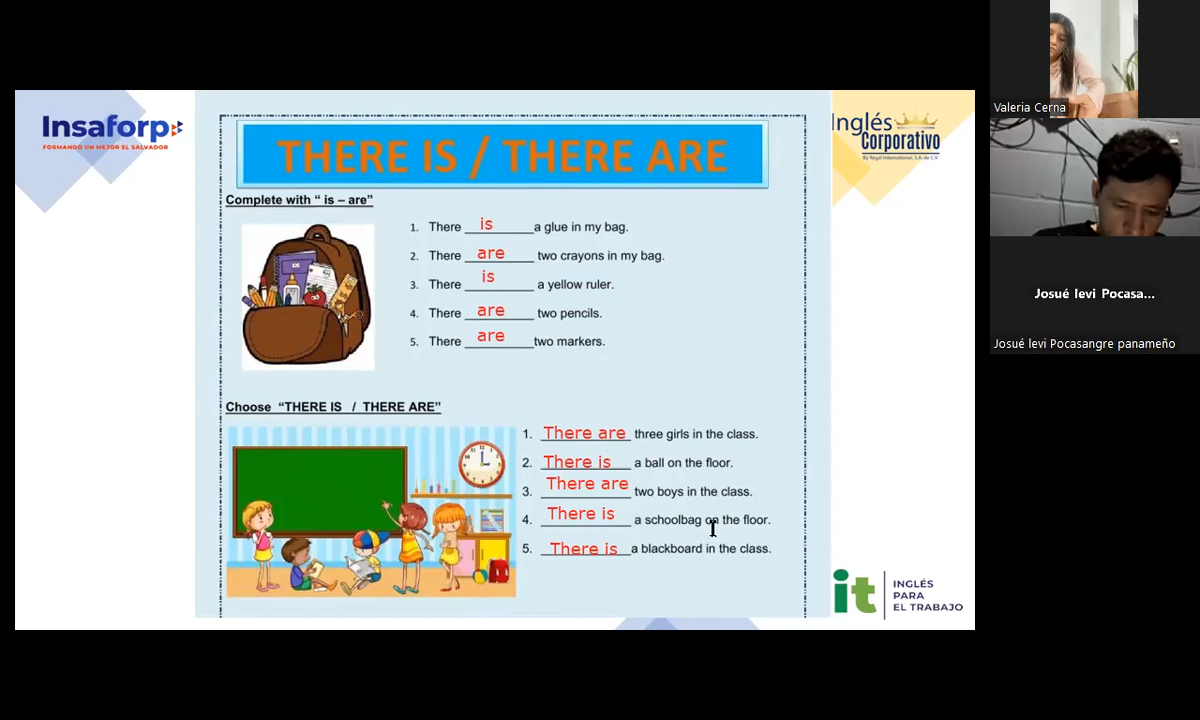 Insaforp
FORMANDO UN MEJOR EL SALVADOR
Inglés
Corporativo
By Regal International, S.A. de C.V
THERE IS / THERE ARE
Complete with “ is – are”
1. There is a glue in my bag.
2. There are two crayons in my bag.
3. There is a yellow ruler.
4. There are two pencils.
5. There are two markers.
Choose “THERE IS / THERE ARE”
1. There are three girls in the class.
2. There is a ball on the floor.
3. There are two boys in the class.
4. There is a schoolbag on the floor.
5. There is a blackboard in the class.
it
INGLÉS
PARA
EL TRABAJO
Valeria Cerna
Josué levi Pocasa...
Josué levi Pocasangre panameño